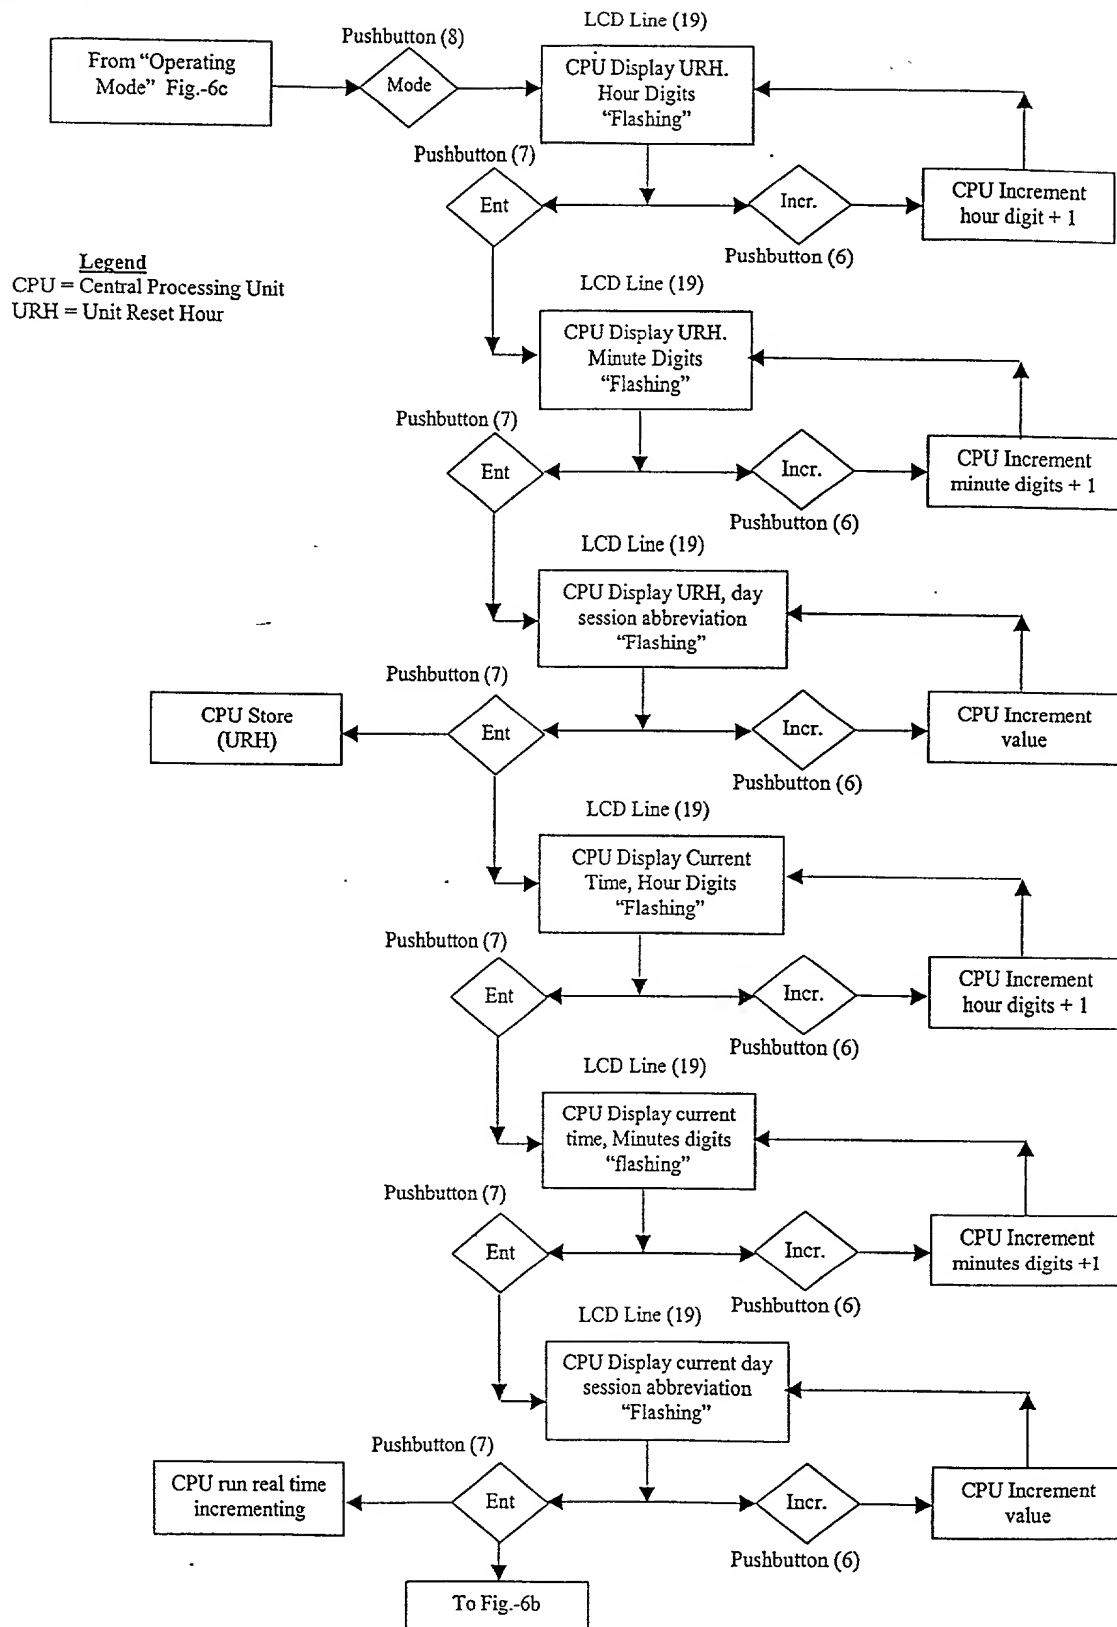 LCD Line (19)
Pushbutton (8)
From “Operating
Mode” Fig.-6c
Mode
CPU Display URH.
Hour Digits
“Flashing”
Pushbutton (7)
Ent
Incr.
CPU Increment
hour digit + 1
Pushbutton (6)
Legend
CPU = Central Processing Unit
URH = Unit Reset Hour
LCD Line (19)
CPU Display URH.
Minute Digits
“Flashing”
Pushbutton (7)
Ent
Incr.
CPU Increment
minute digits + 1
Pushbutton (6)
LCD Line (19)
CPU Display URH, day
session abbreviation
“Flashing”
Pushbutton (7)
CPU Store
(URH)
Ent
Incr.
CPU Increment
value
Pushbutton (6)
LCD Line (19)
CPU Display Current
Time, Hour Digits
“Flashing”
Pushbutton (7)
Ent
Incr.
CPU Increment
hour digits + 1
Pushbutton (6)
LCD Line (19)
CPU Display current
time, Minutes digits
“flashing”
Pushbutton (7)
Ent
Incr.
CPU Increment
minutes digits +1
Pushbutton (6)
LCD Line (19)
CPU Display current day
session abbreviation
“Flashing”
Pushbutton (7)
CPU run real time
incrementing
Ent
Incr.
CPU Increment
value
Pushbutton (6)
To Fig.-6b